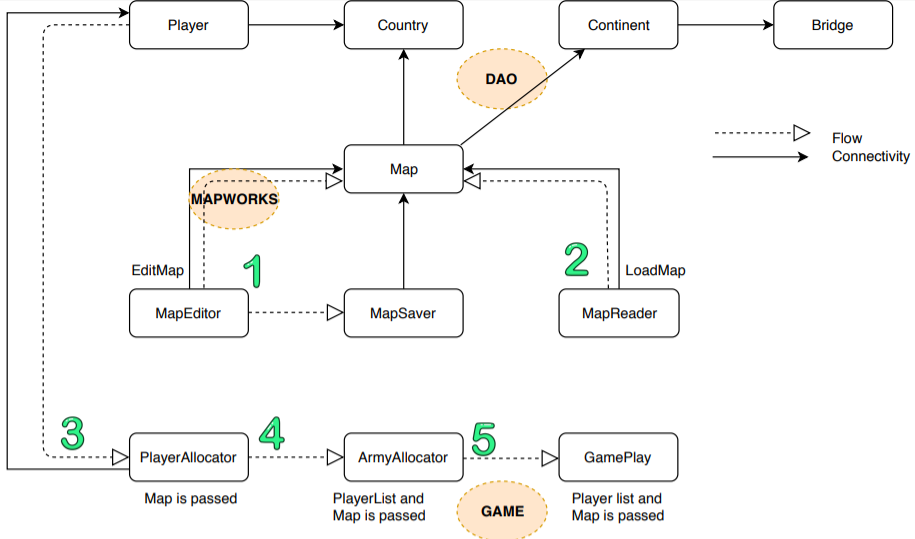 Player
Country
Continent
Bridge
DAO
Flow
Connectivity
Map
MAPWORKS
1
2
EditMap
LoadMap
MapEditor
MapSaver
MapReader
3
4
5
PlayerAllocator
ArmyAllocator
GamePlay
Map is passed
PlayerList and
Map is passed
GAME
Player list and
Map is passed